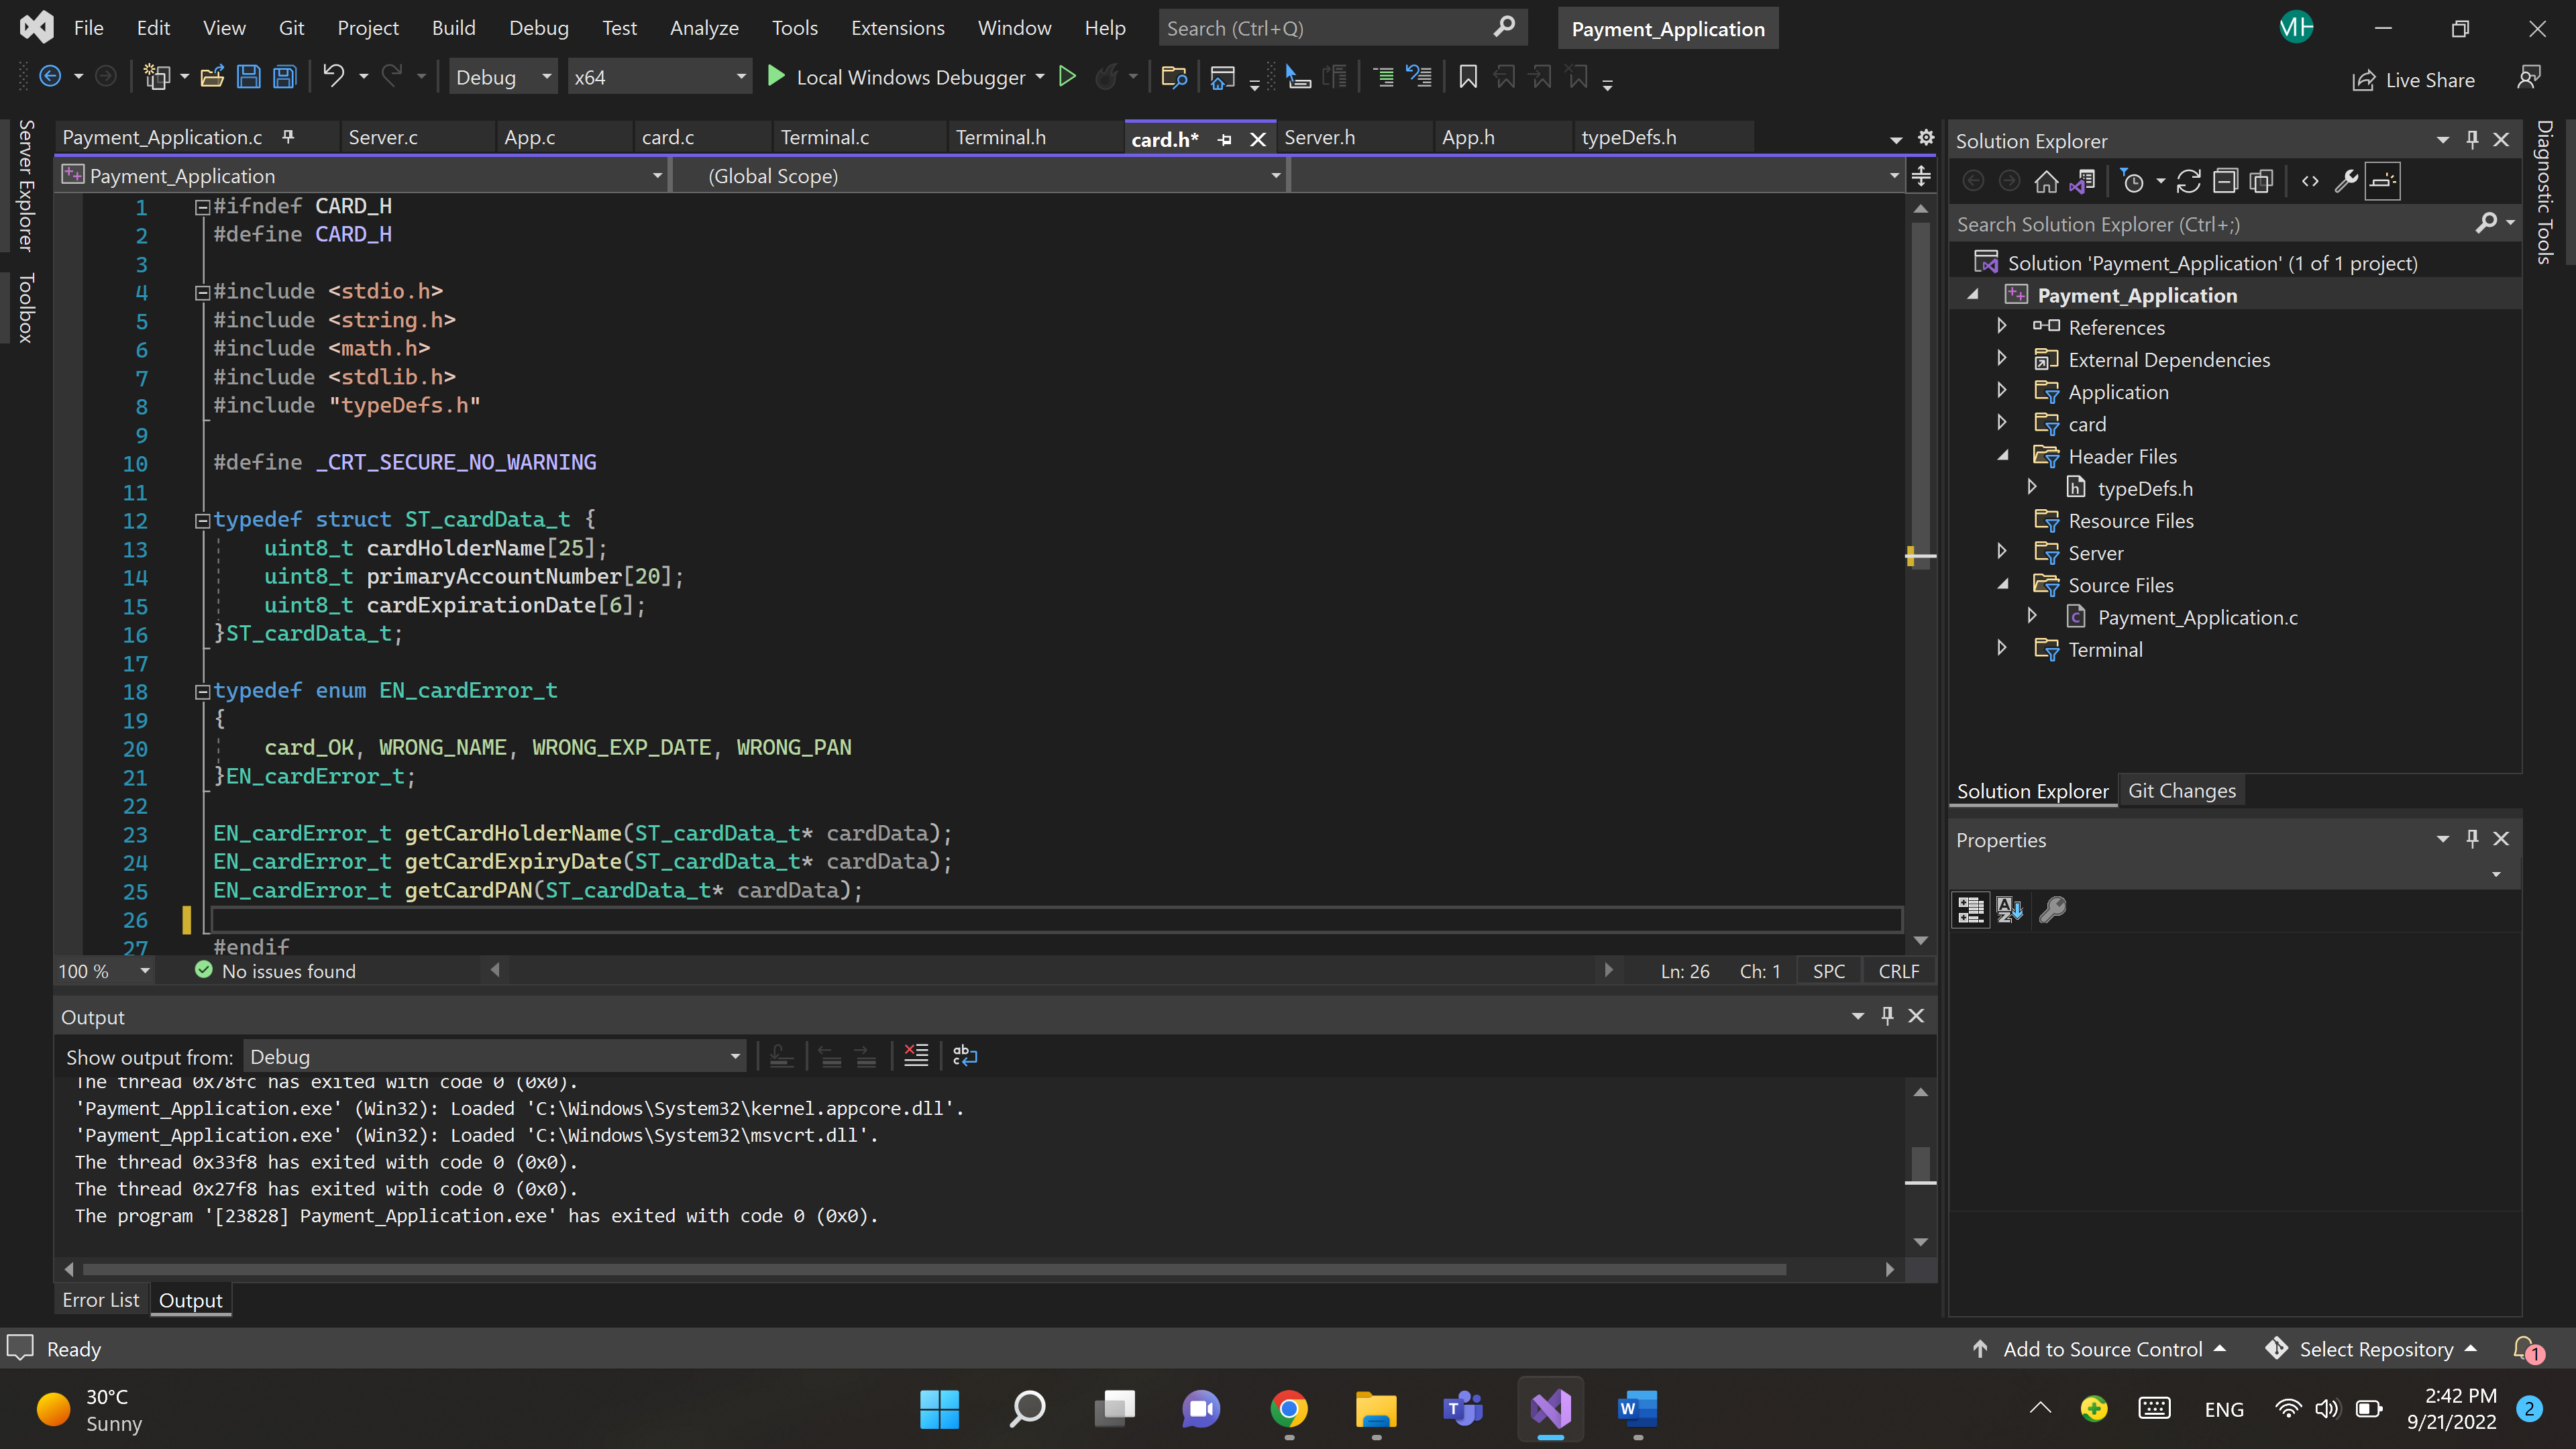 File Edit View Git Project Build Debug Test Analyze Tools Extensions Window Help Search (Ctrl+Q) Payment_Application MH
Debug x64 Local Windows Debugger Live Share
Server Explorer
Toolbox
Payment_Application.c Server.c App.c card.c Terminal.c Terminal.h card.h* Server.h App.h typeDefs.h
Payment_Application (Global Scope)
1 #ifndef CARD_H
2 #define CARD_H
3
4 #include <stdio.h>
5 #include <string.h>
6 #include <math.h>
7 #include <stdlib.h>
8 #include "typeDefs.h"
9
10 #define _CRT_SECURE_NO_WARNING
11
12 typedef struct ST_cardData_t {
13 uint8_t cardHolderName[25];
14 uint8_t primaryAccountNumber[20];
15 uint8_t cardExpirationDate[6];
16 }ST_cardData_t;
17
18 typedef enum EN_cardError_t
19 {
20 card_OK, WRONG_NAME, WRONG_EXP_DATE, WRONG_PAN
21 }EN_cardError_t;
22
23 EN_cardError_t getCardHolderName(ST_cardData_t* cardData);
24 EN_cardError_t getCardExpiryDate(ST_cardData_t* cardData);
25 EN_cardError_t getCardPAN(ST_cardData_t* cardData);
26
27 #endif
100 % No issues found Ln: 26 Ch: 1 SPC CRLF
Output
Show output from: Debug
The thread 0x78fc has exited with code 0 (0x0).
'Payment_Application.exe' (Win32): Loaded 'C:\Windows\System32\kernel.appcore.dll'.
'Payment_Application.exe' (Win32): Loaded 'C:\Windows\System32\msvcrt.dll'.
The thread 0x33f8 has exited with code 0 (0x0).
The thread 0x27f8 has exited with code 0 (0x0).
The program '[23828] Payment_Application.exe' has exited with code 0 (0x0).
Error List Output
Solution Explorer
Search Solution Explorer (Ctrl+;)
Solution 'Payment_Application' (1 of 1 project)
Payment_Application
References
External Dependencies
Application
card
Header Files
typeDefs.h
Resource Files
Server
Source Files
Payment_Application.c
Terminal
Solution Explorer Git Changes
Properties
Diagnostic Tools
Ready Add to Source Control Select Repository 1
30°C
Sunny
ENG
2:42 PM
9/21/2022
2